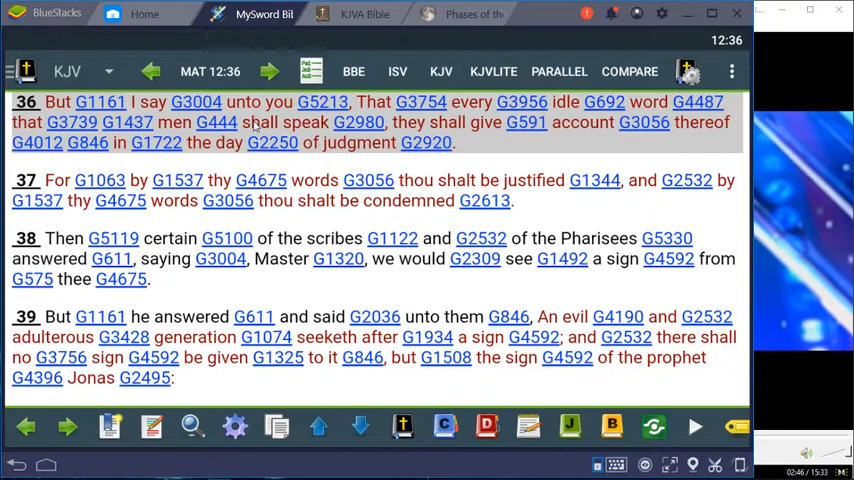 BlueStacks
Home
MySword Bil
KJVA Bible
Phases of the
12:36
KJV
MAT 12:36
BBE
ISV
KJV
KJVLITE
PARALLEL
COMPARE
36 But G1161 I say G3004 unto you G5213, That G3754 every G3956 idle G692 word G4487
that G3739 G1437 men G444 shall speak G2980, they shall give G591 account G3056 thereof
G4012 G846 in G1722 the day G2250 of judgment G2920.
37 For G1063 by G1537 thy G4675 words G3056 thou shalt be justified G1344, and G2532 by
G1537 thy G4675 words G3056 thou shalt be condemned G2613.
38 Then G5119 certain G5100 of the scribes G1122 and G2532 of the Pharisees G5330
answered G611, saying G3004, Master G1320, we would G2309 see G1492 a sign G4592 from
G575 thee G4675.
39 But G1161 he answered G611 and said G2036 unto them G846, An evil G4190 and G2532
adulterous G3428 generation G1074 seeketh after G1934 a sign G4592; and G2532 there shall
no G3756 sign G4592 be given G1325 to it G846, but G1508 the sign G4592 of the prophet
G4396 Jonas G2495:
C
D
J
B
02:46 / 15:33